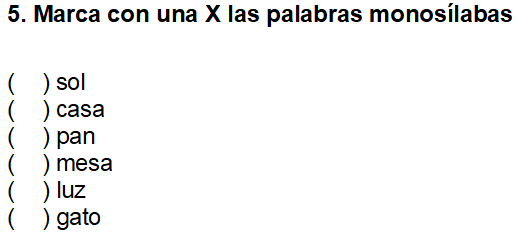 5. Marca con una X las palabras monosílabas
(    ) sol
(    ) casa
(    ) pan
(    ) mesa
(    ) luz
(    ) gato